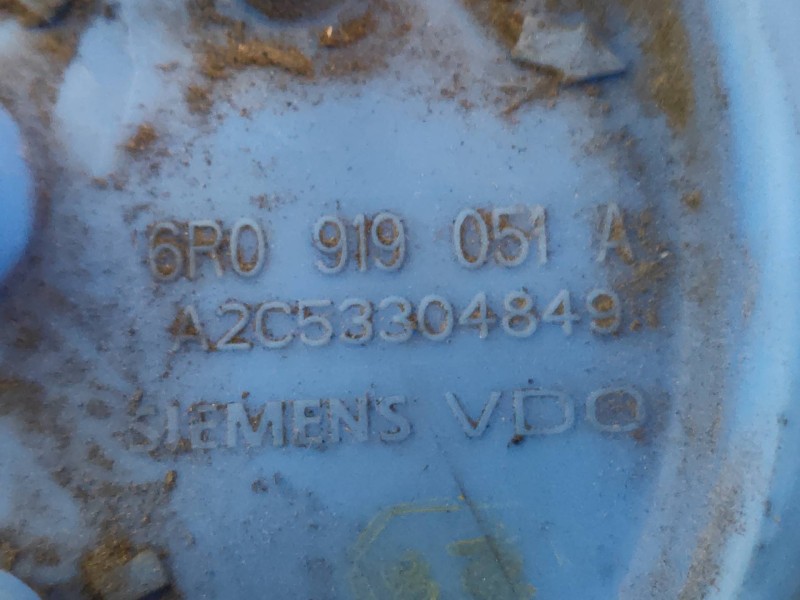 6R0 919 051 A
A2C53304849
SIEMENS VDO